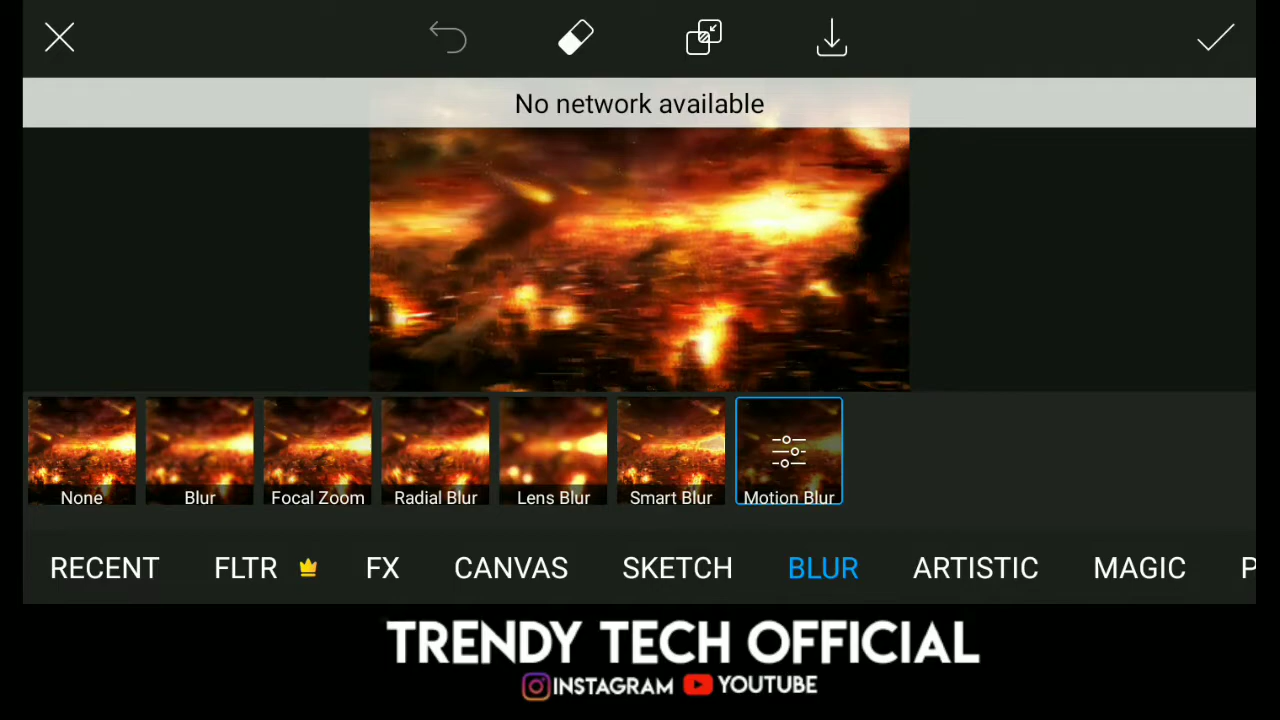 No network available
None Blur Focal Zoom Radial Blur Lens Blur Smart Blur Motion Blur
RECENT FLTR FX CANVAS SKETCH BLUR ARTISTIC MAGIC P
TRENDY TECH OFFICIAL
INSTAGRAM YOUTUBE